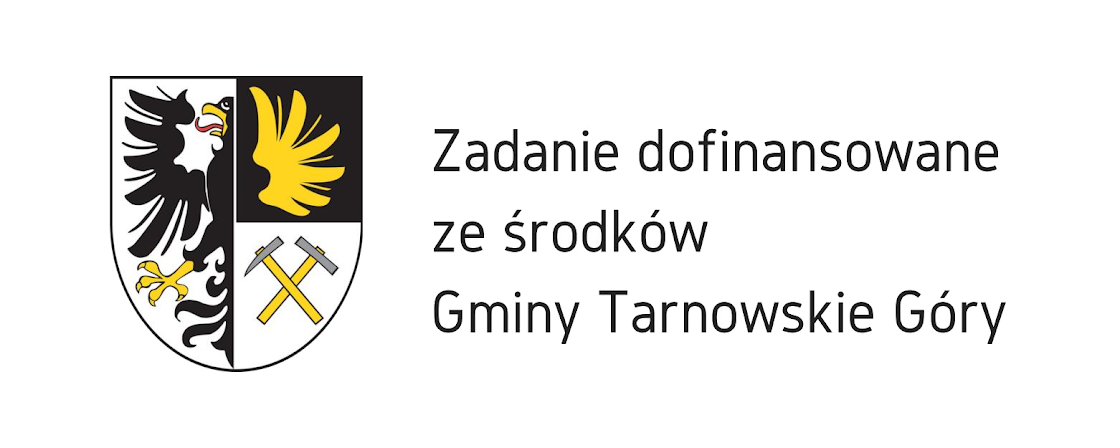 Zadanie dofinansowane
ze środków
Gminy Tarnowskie Góry